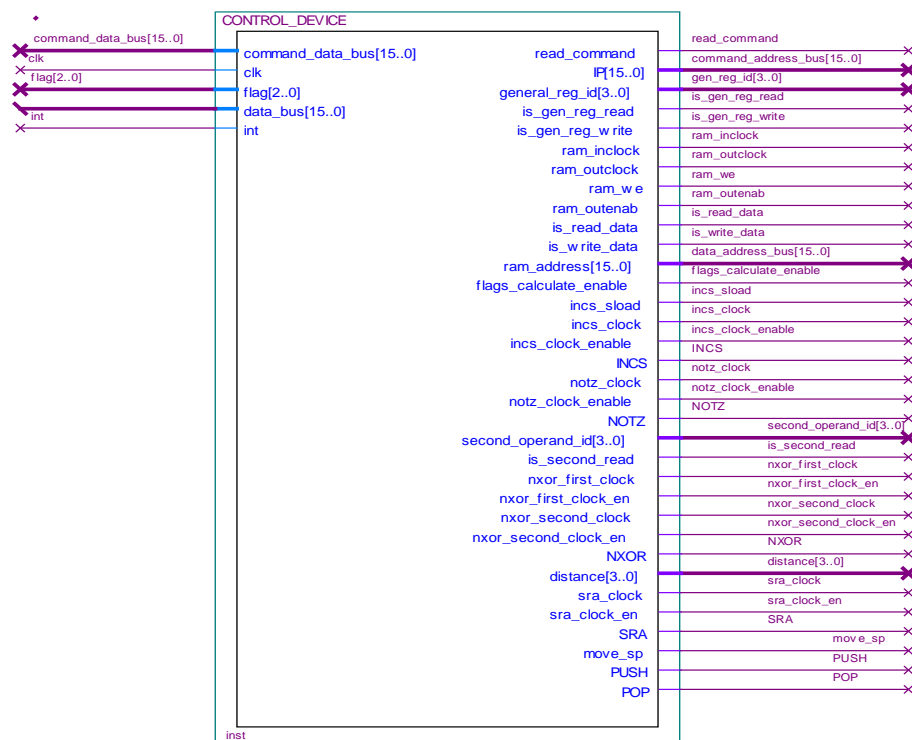 CONTROL_DEVICE
command_data_bus[15..0]
clk
flag[2..0]
int
command_data_bus[15..0]
clk
flag[2..0]
data_bus[15..0]
int
read_command
IP[15..0]
general_reg_id[3..0]
is_gen_reg_read
is_gen_reg_write
ram_inclock
ram_outclock
ram_we
ram_outenab
is_read_data
is_write_data
ram_address[15..0]
flags_calculate_enable
incs_sload
incs_clock
incs_clock_enable
INCS
notz_clock
notz_clock_enable
NOTZ
second_operand_id[3..0]
is_second_read
nxor_first_clock
nxor_first_clock_en
nxor_second_clock
nxor_second_clock_en
NXOR
distance[3..0]
sra_clock
sra_clock_en
SRA
move_sp
PUSH
POP
read_command
command_address_bus[15..0]
gen_reg_id[3..0]
is_gen_reg_read
is_gen_reg_write
ram_inclock
ram_outclock
ram_we
ram_outenab
is_read_data
is_write_data
data_address_bus[15..0]
flags_calculate_enable
incs_sload
incs_clock
incs_clock_enable
INCS
notz_clock
notz_clock_enable
NOTZ
second_operand_id[3..0]
is_second_read
nxor_first_clock
nxor_first_clock_en
nxor_second_clock
nxor_second_clock_en
NXOR
distance[3..0]
sra_clock
sra_clock_en
SRA
move_sp
PUSH
POP
inst